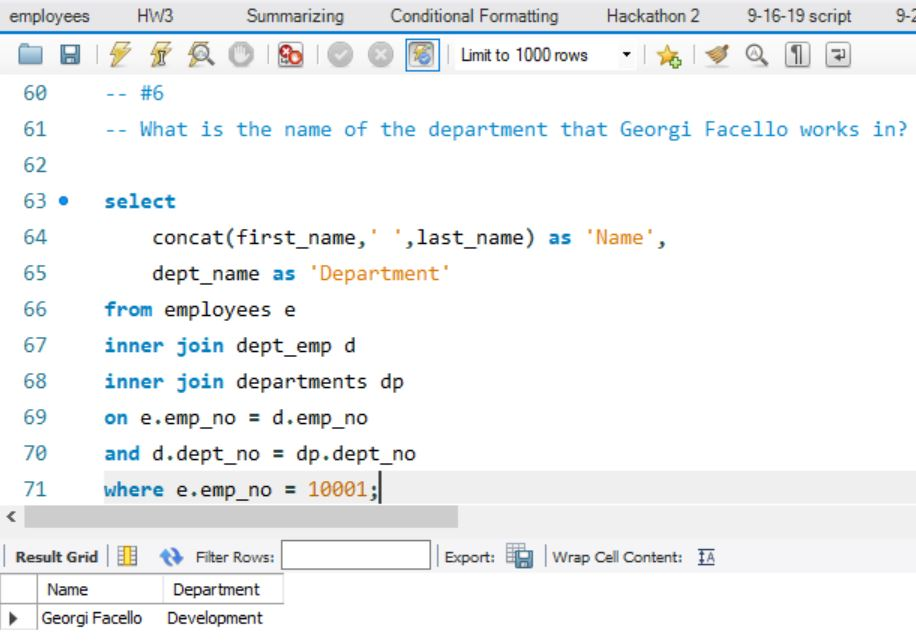 employees HW3 Summarizing Conditional Formatting Hackathon 2 9-16-19 script 9-2
Limit to 1000 rows
60 -- #6
61 -- What is the name of the department that Georgi Facello works in?
62
63 select
64 concat(first_name,' ',last_name) as 'Name',
65 dept_name as 'Department'
66 from employees e
67 inner join dept_emp d
68 inner join departments dp
69 on e.emp_no = d.emp_no
70 and d.dept_no = dp.dept_no
71 where e.emp_no = 10001;
Result Grid Filter Rows: Export: Wrap Cell Content:
Name Department
Georgi Facello Development